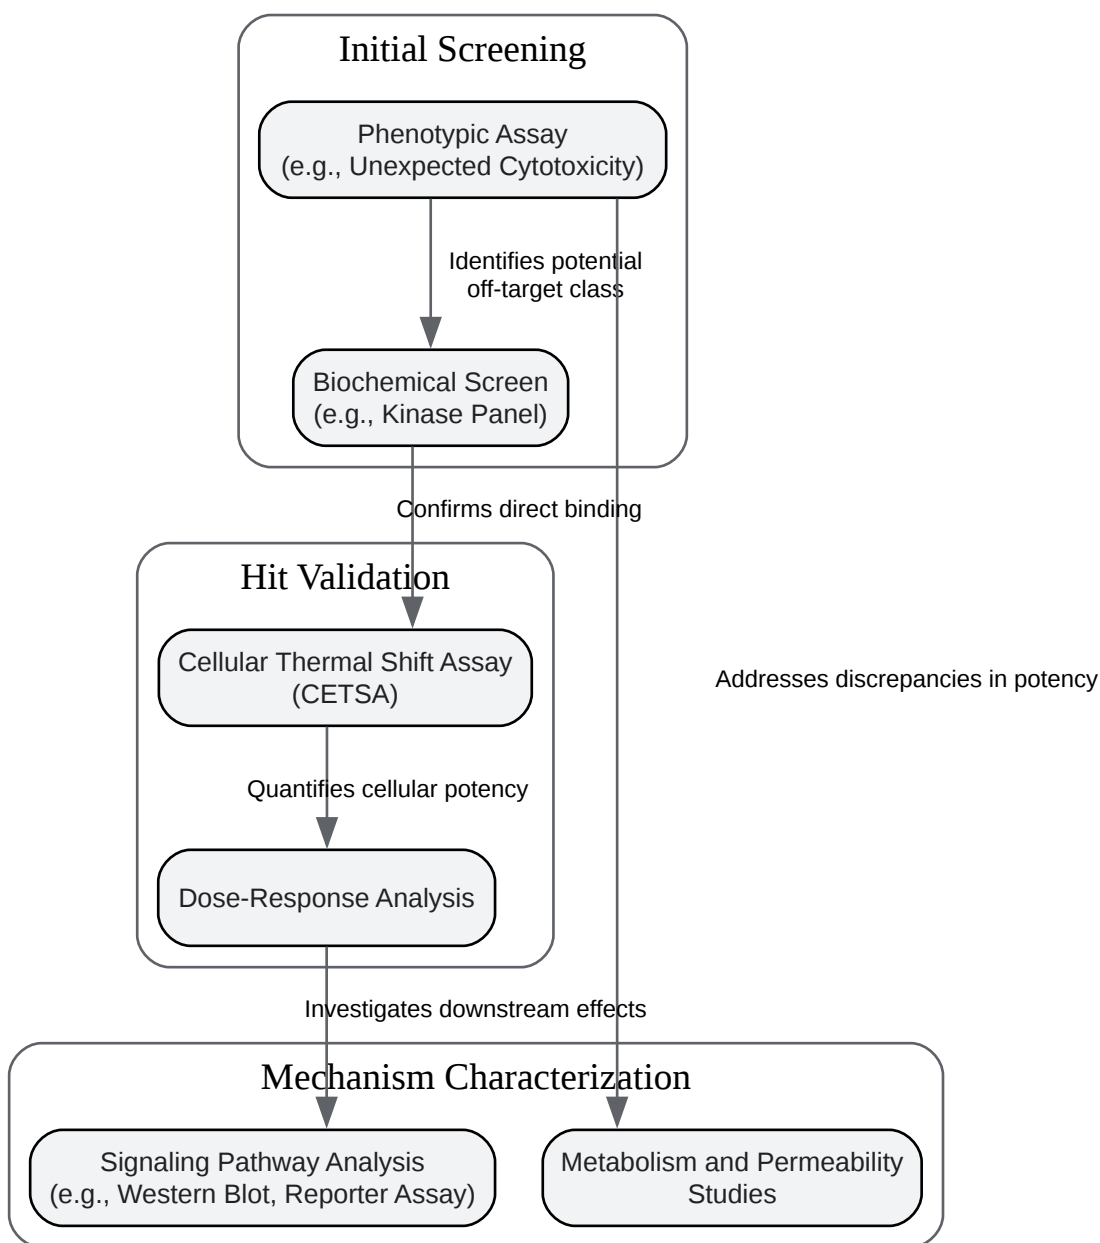 Initial Screening
Phenotypic Assay
(e.g., Unexpected Cytotoxicity)
Identifies potential
off-target class
Biochemical Screen
(e.g., Kinase Panel)
Confirms direct binding
Hit Validation
Cellular Thermal Shift Assay
(CETSA)
Addresses discrepancies in potency
Quantifies cellular potency
Dose-Response Analysis
Investigates downstream effects
Mechanism Characterization
Signaling Pathway Analysis
(e.g., Western Blot, Reporter Assay)
Metabolism and Permeability
Studies